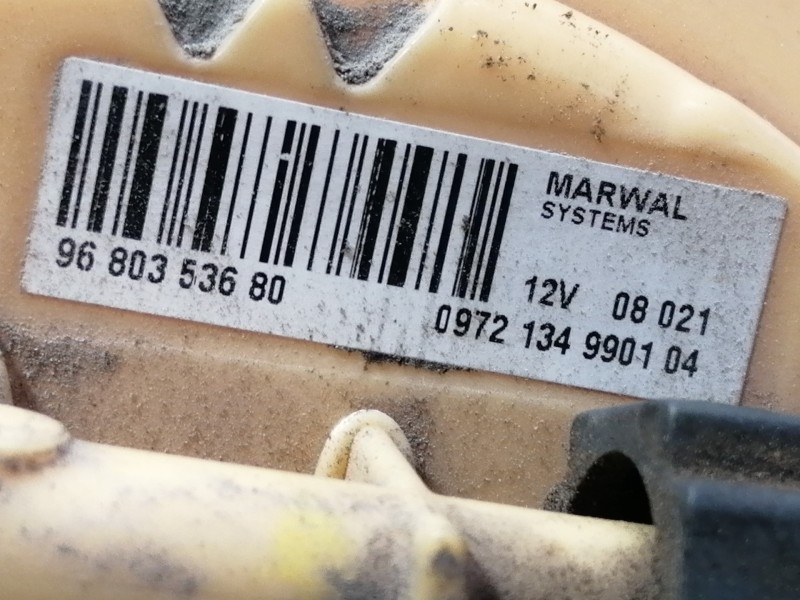 MARWAL
SYSTEMS
96 803 536 80
12V 08 021
0972 134 9901 04